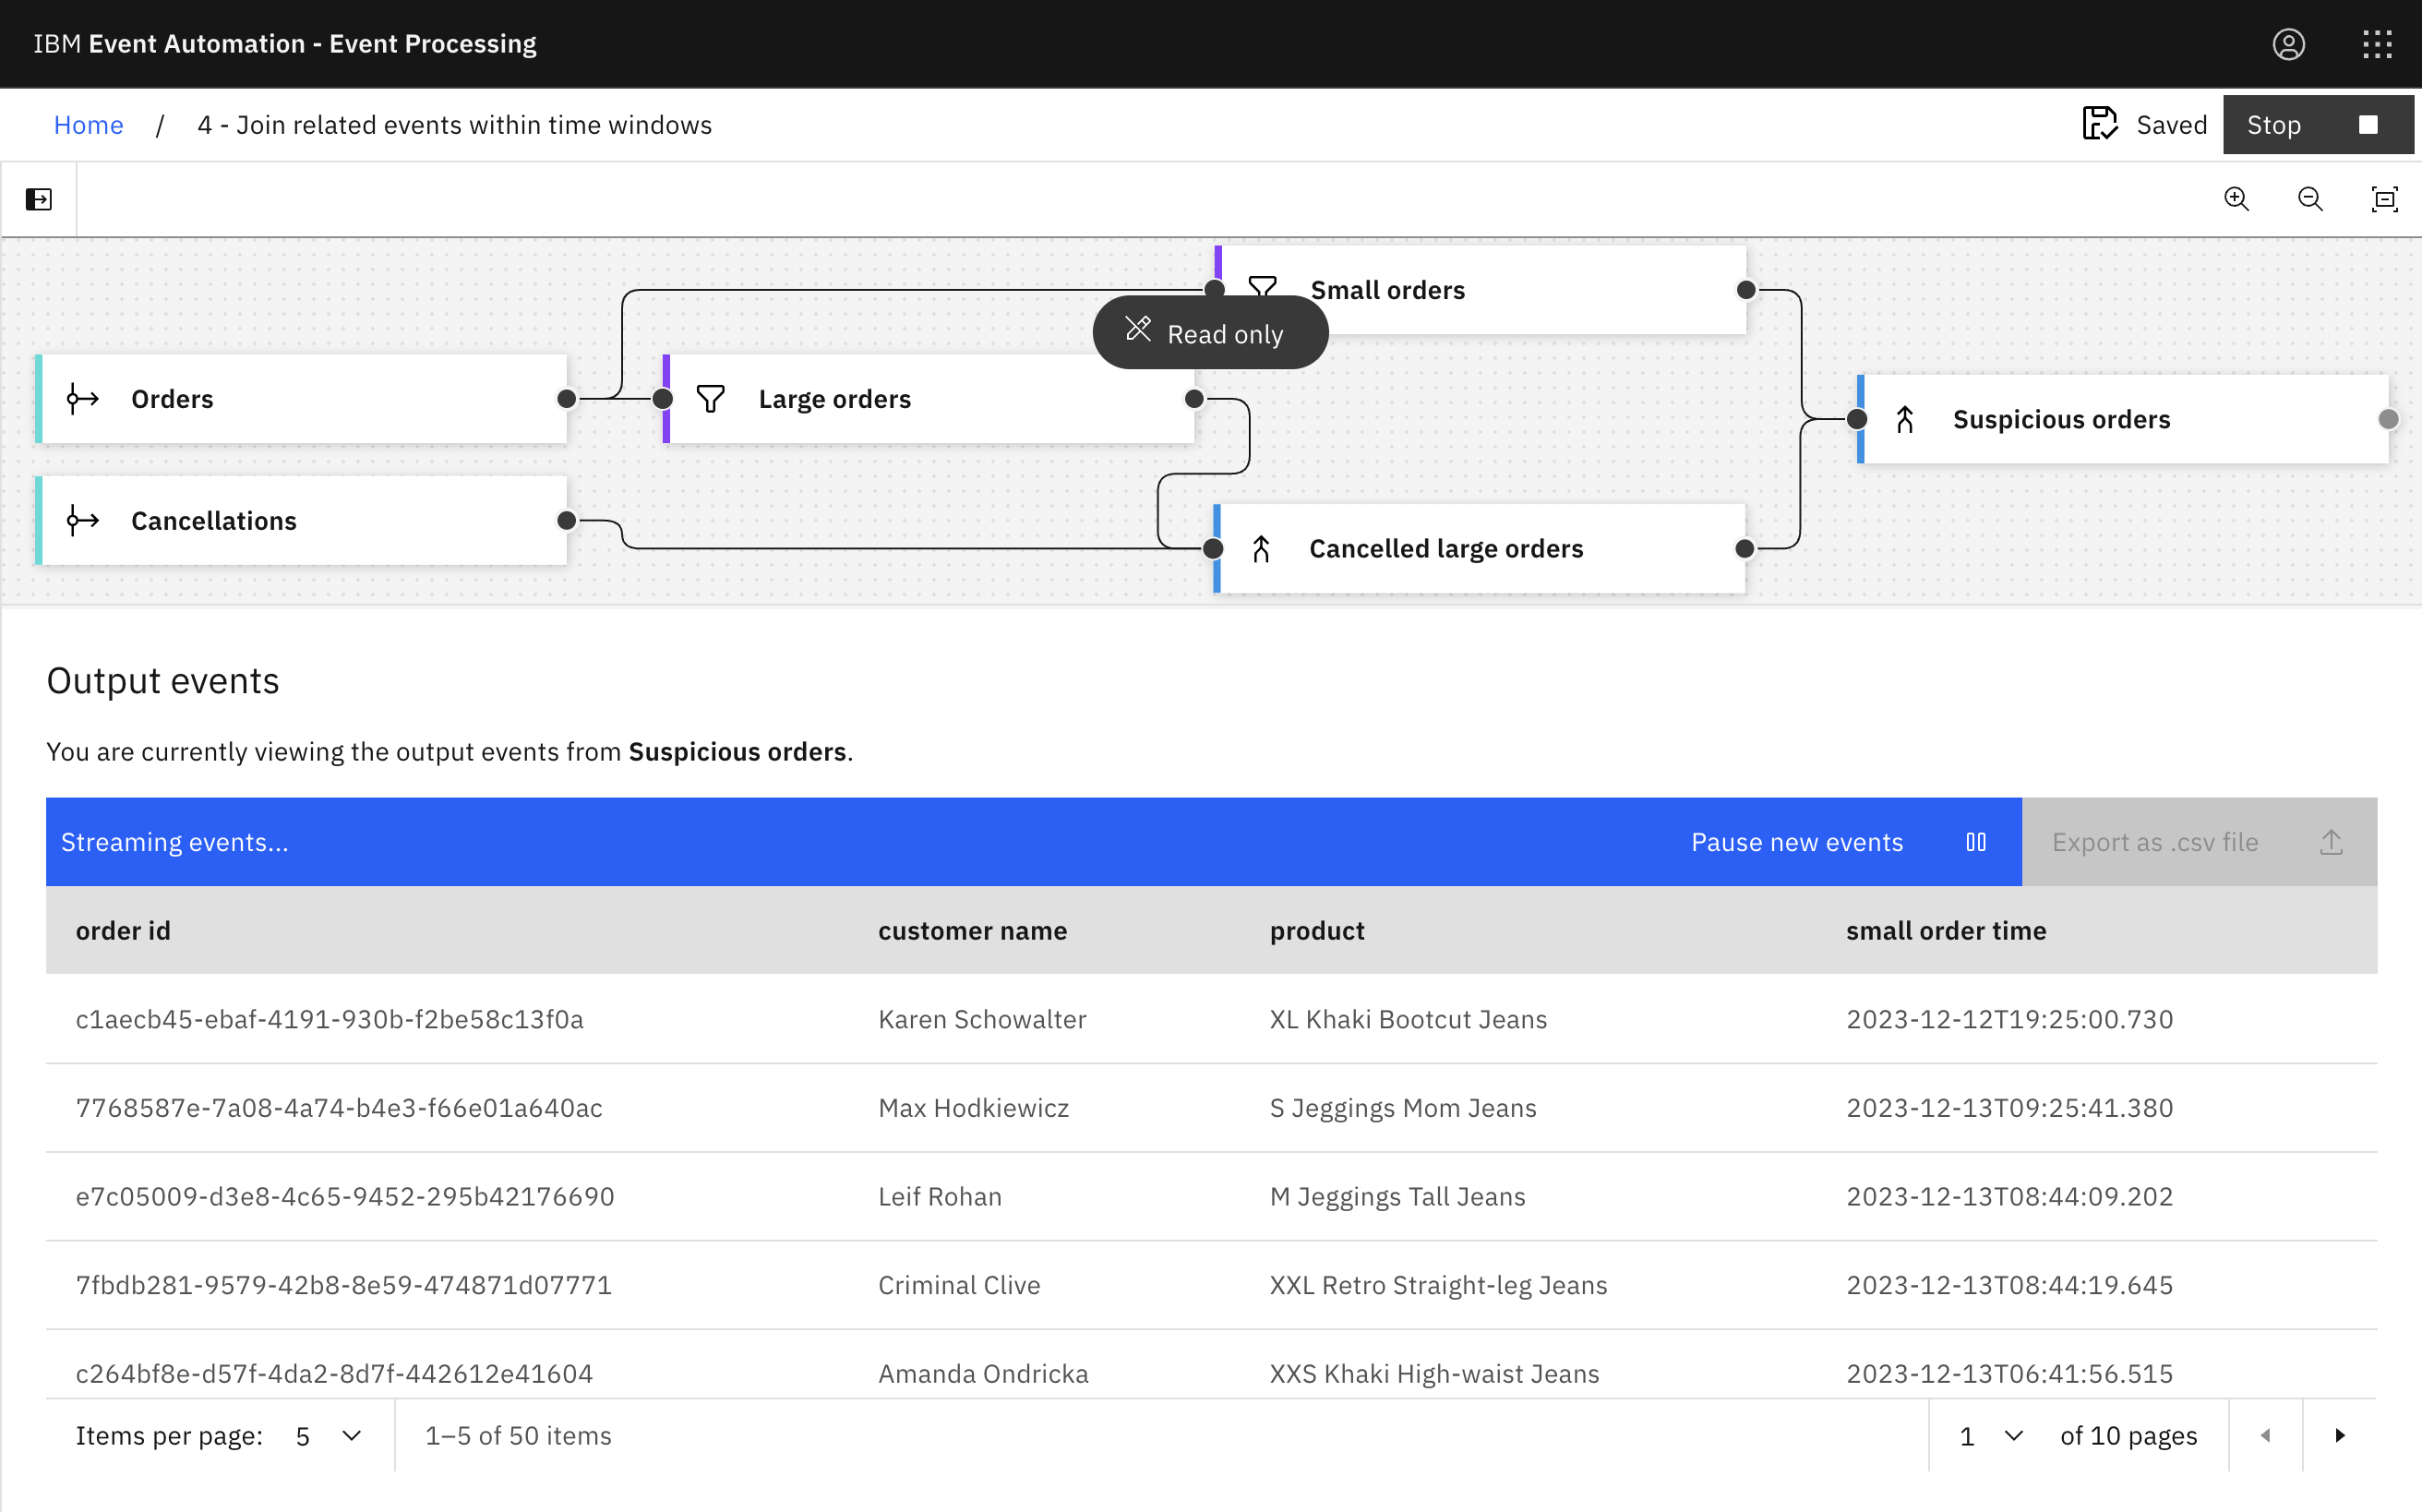 IBM Event Automation - Event Processing
Home / 4 - Join related events within time windows
Saved
Stop
Small orders
Read only
Orders
Large orders
Suspicious orders
Cancellations
Cancelled large orders
Output events
You are currently viewing the output events from Suspicious orders.
Streaming events...
Pause new events
Export as .csv file
order id customer name product small order time
c1aecb45-ebaf-4191-930b-f2be58c13f0a Karen Schowalter XL Khaki Bootcut Jeans 2023-12-12T19:25:00.730
7768587e-7a08-4a74-b4e3-f66e01a640ac Max Hodkiewicz S Jeggings Mom Jeans 2023-12-13T09:25:41.380
e7c05009-d3e8-4c65-9452-295b42176690 Leif Rohan M Jeggings Tall Jeans 2023-12-13T08:44:09.202
7fbdb281-9579-42b8-8e59-474871d07771 Criminal Clive XXL Retro Straight-leg Jeans 2023-12-13T08:44:19.645
c264bf8e-d57f-4da2-8d7f-442612e41604 Amanda Ondricka XXS Khaki High-waist Jeans 2023-12-13T06:41:56.515
Items per page: 5 1–5 of 50 items 1 of 10 pages